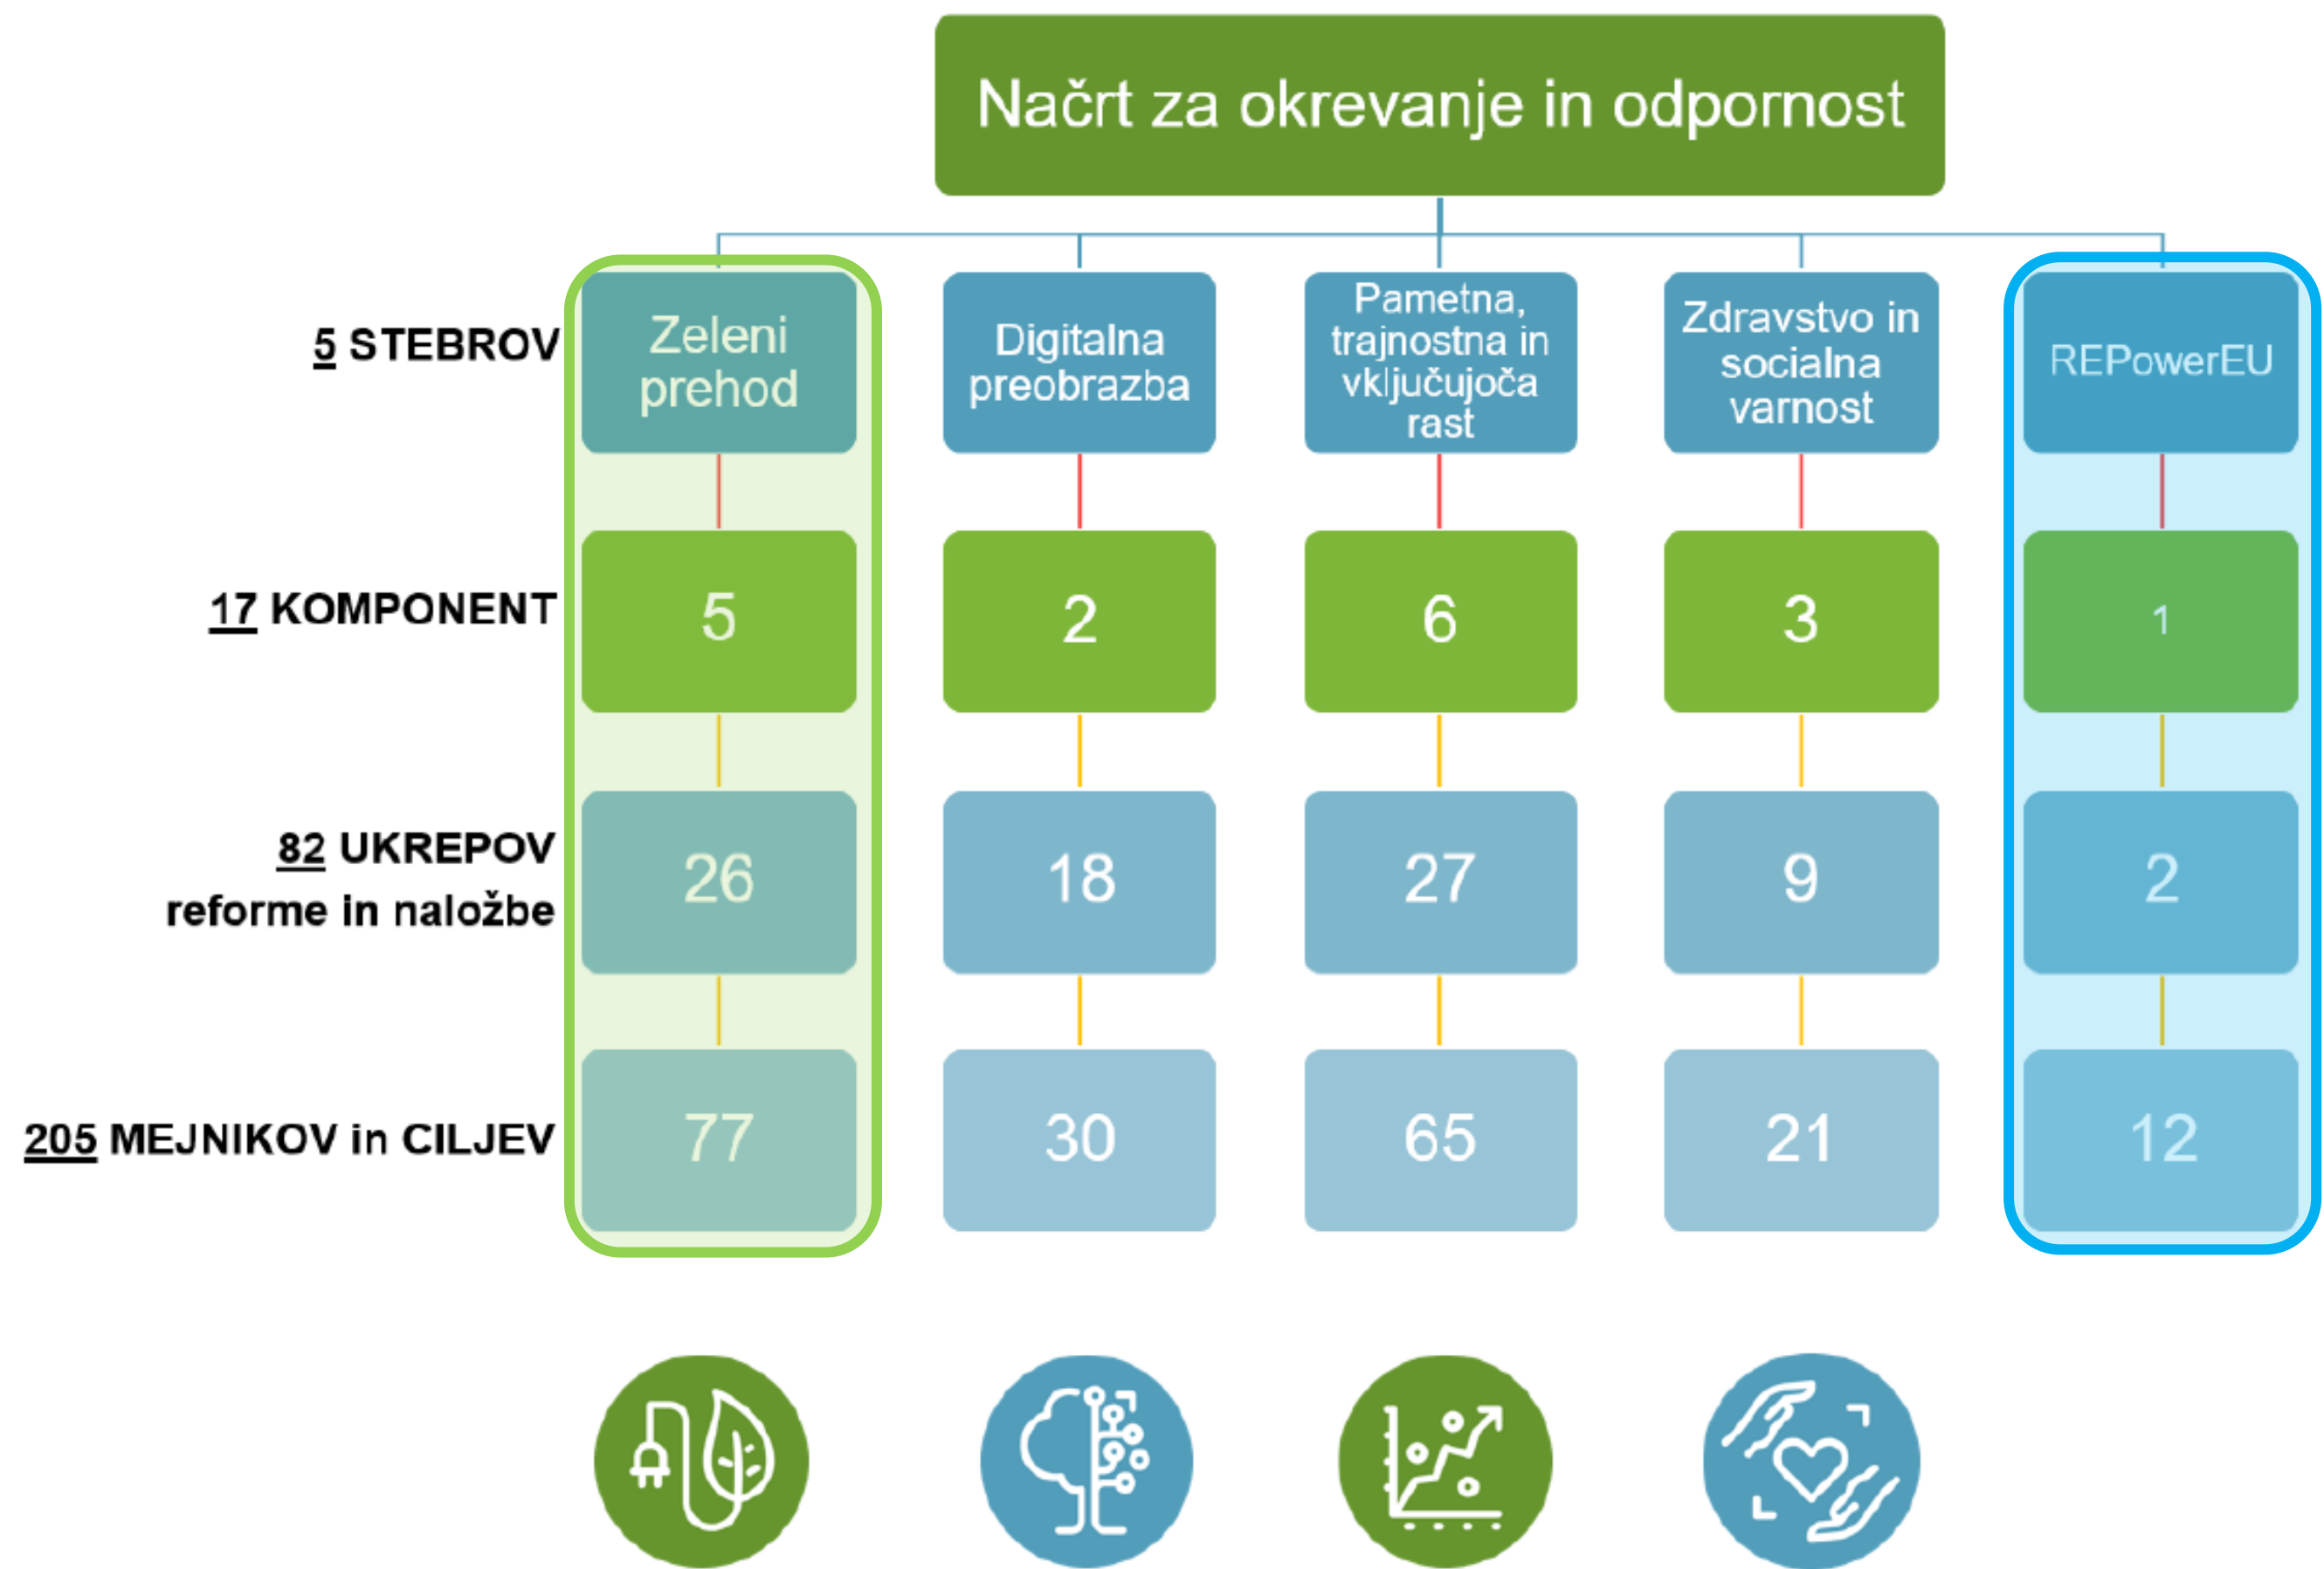 Načrt za okrevanje in odpornost
5 STEBROV
Zeleni
prehod
Digitalna
preobrazba
Pametna,
trajnostna in
vključujoča
rast
Zdravstvo in
socialna
varnost
REPowerEU
17 KOMPONENT
5
2
6
3
1
82 UKREPOV
reforme in naložbe
26
18
27
9
2
205 MEJNIKOV in CILJEV
77
30
65
21
12